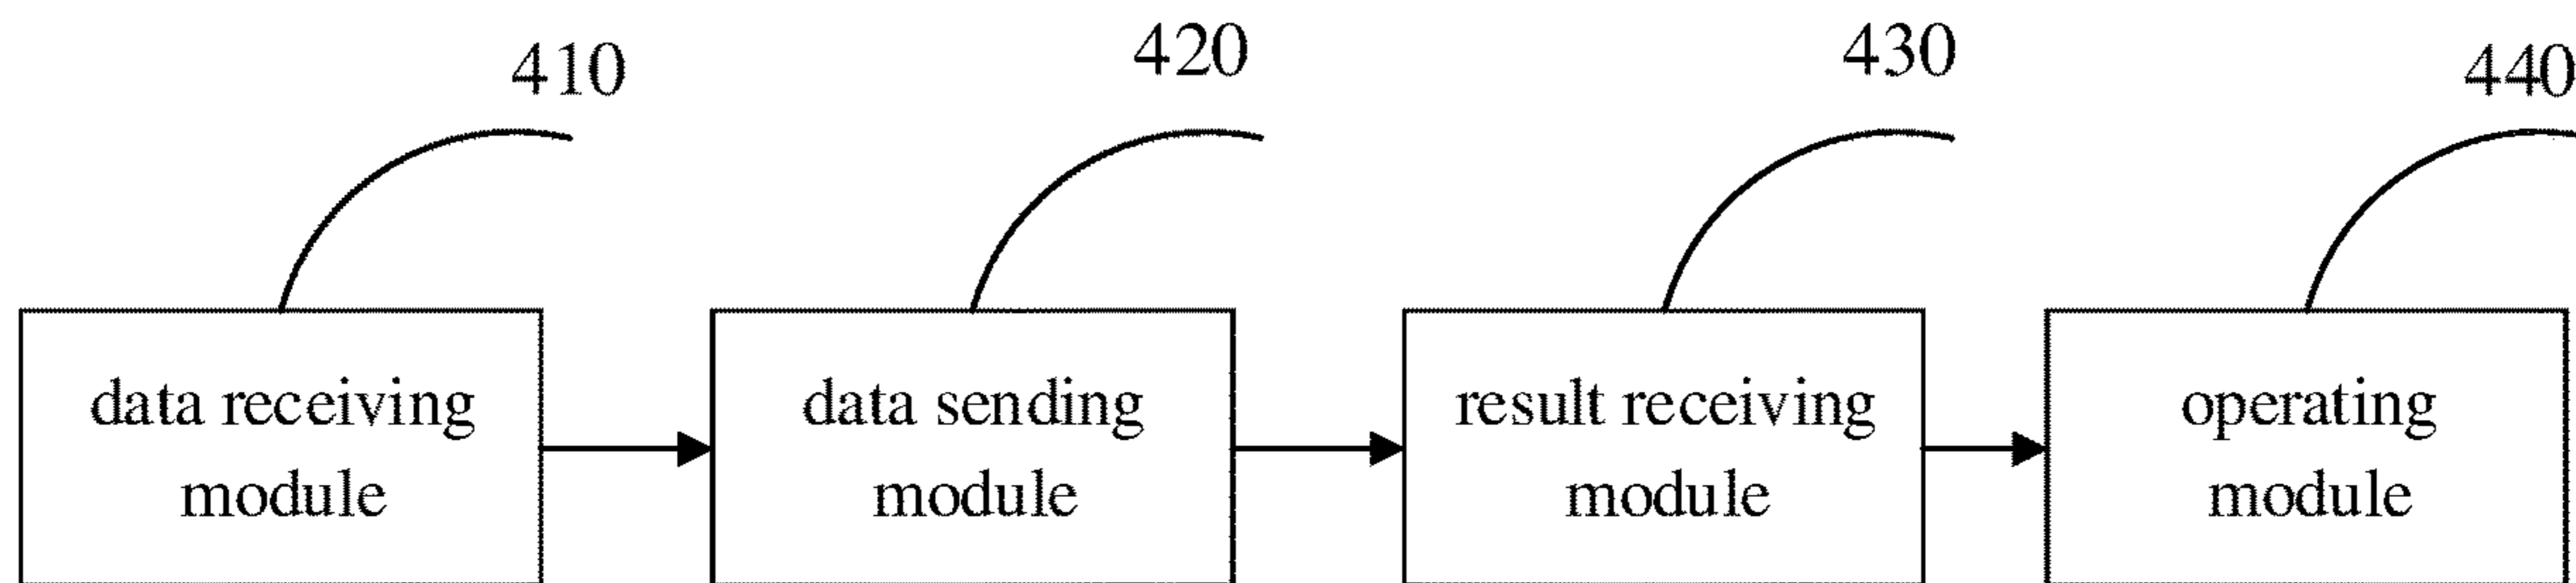 410
420
430
440
data receiving
module
data sending
module
result receiving
module
operating
module